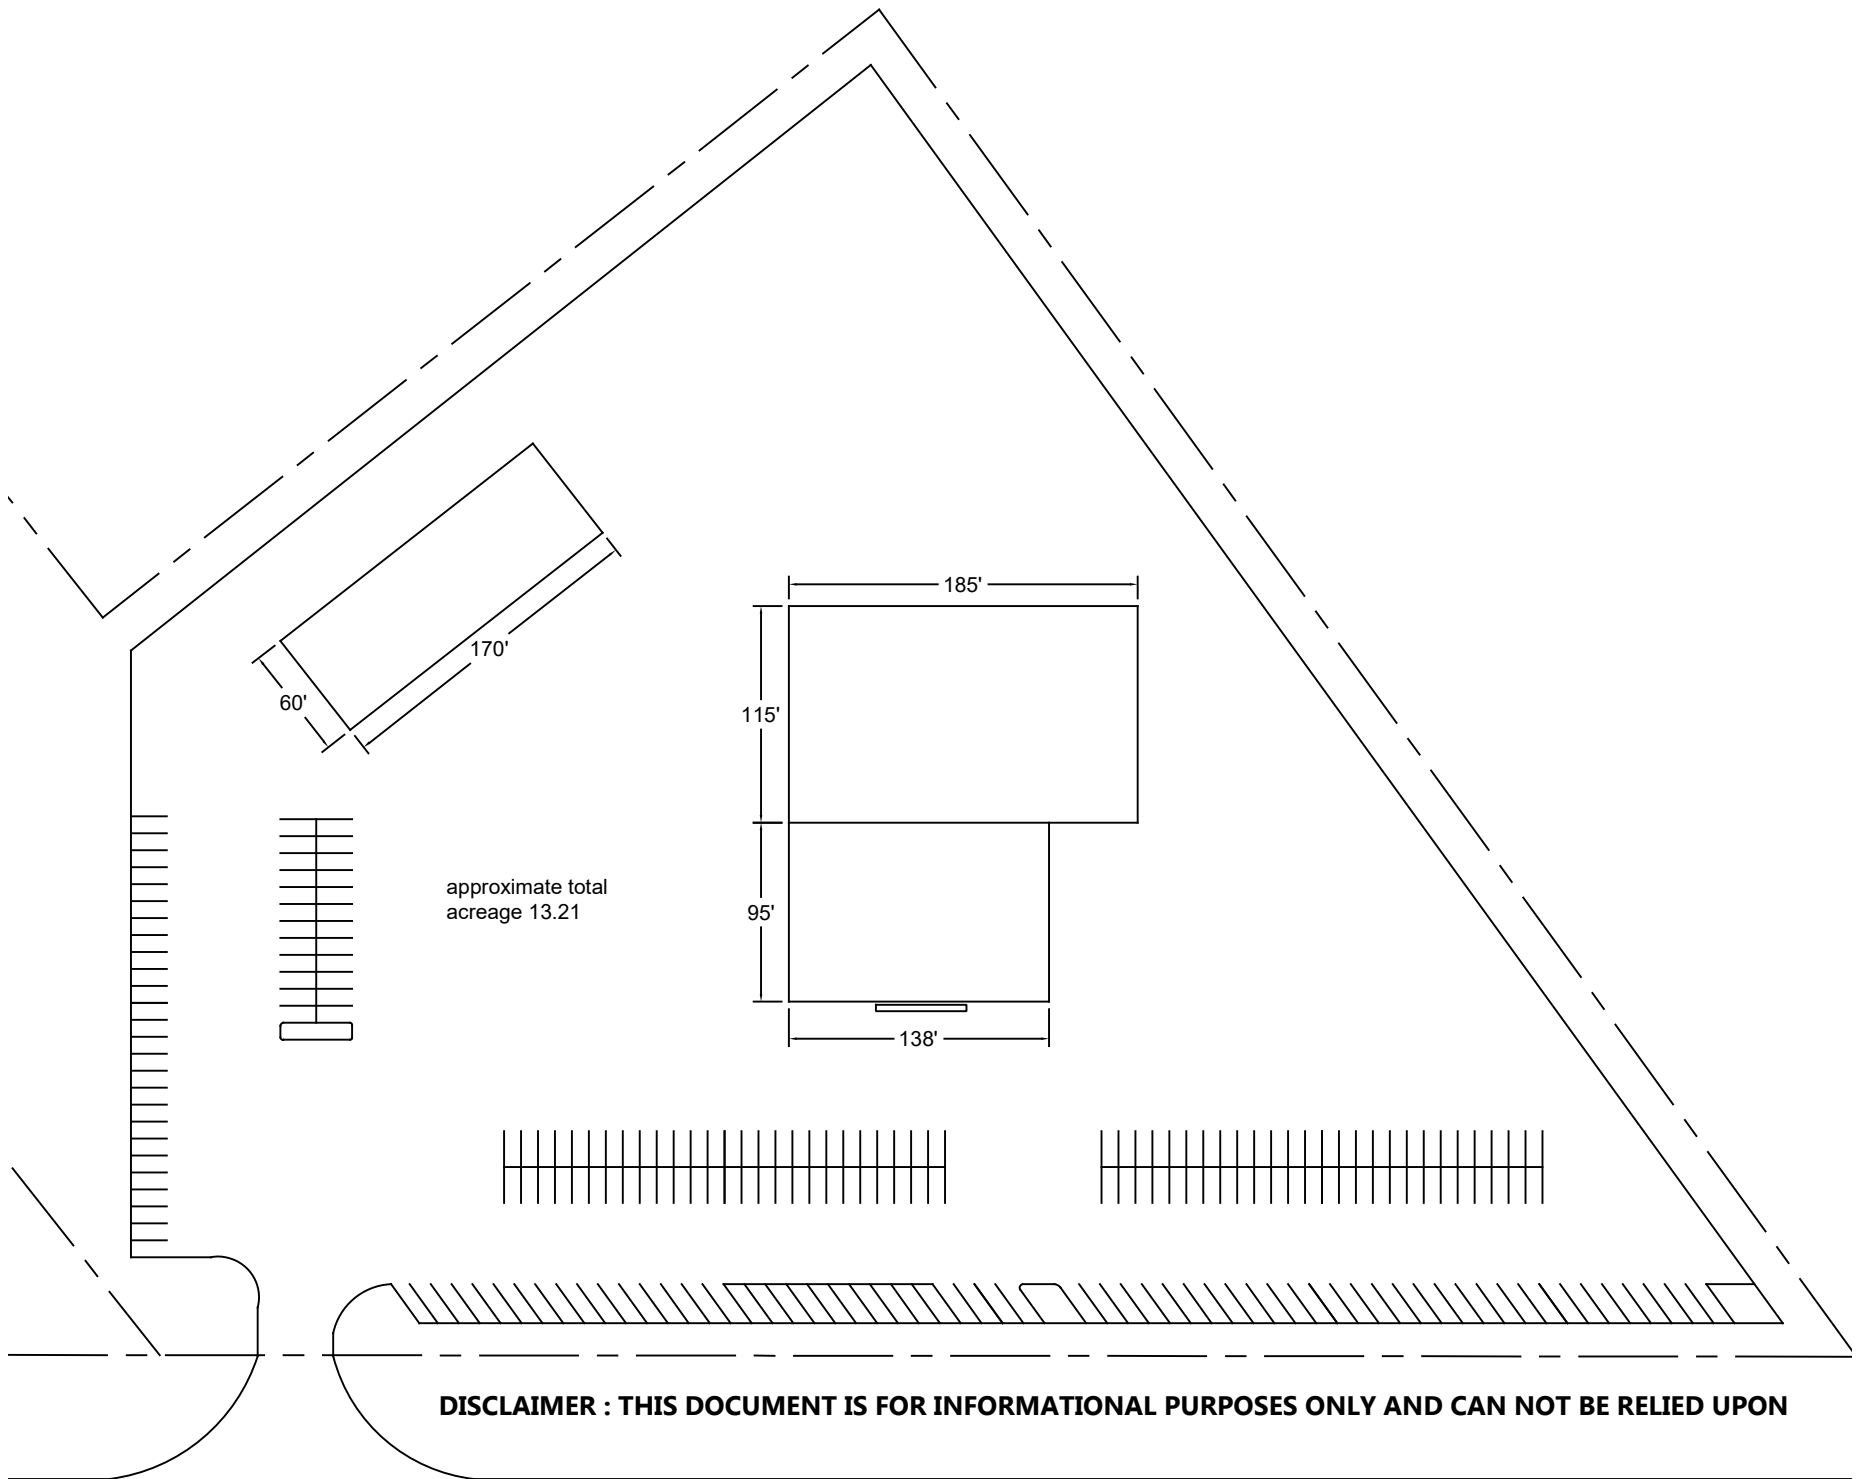 185'
170'
60'
115'
approximate total
acreage 13.21
95'
138'
DISCLAIMER : THIS DOCUMENT IS FOR INFORMATIONAL PURPOSES ONLY AND CAN NOT BE RELIED UPON